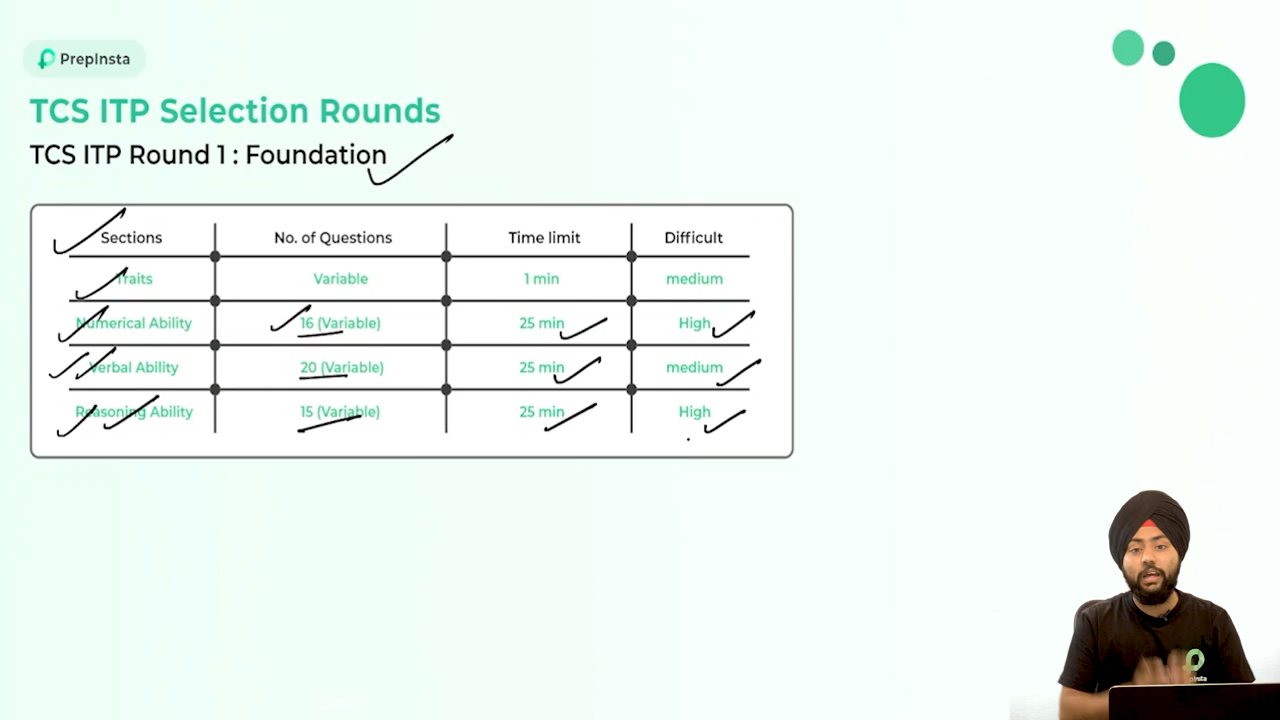 PrepInsta
TCS ITP Selection Rounds
TCS ITP Round 1 : Foundation
Sections No. of Questions Time limit Difficult
Traits Variable 1 min medium
Numerical Ability 16 (Variable) 25 min High
Verbal Ability 20 (Variable) 25 min medium
Reasoning Ability 15 (Variable) 25 min High